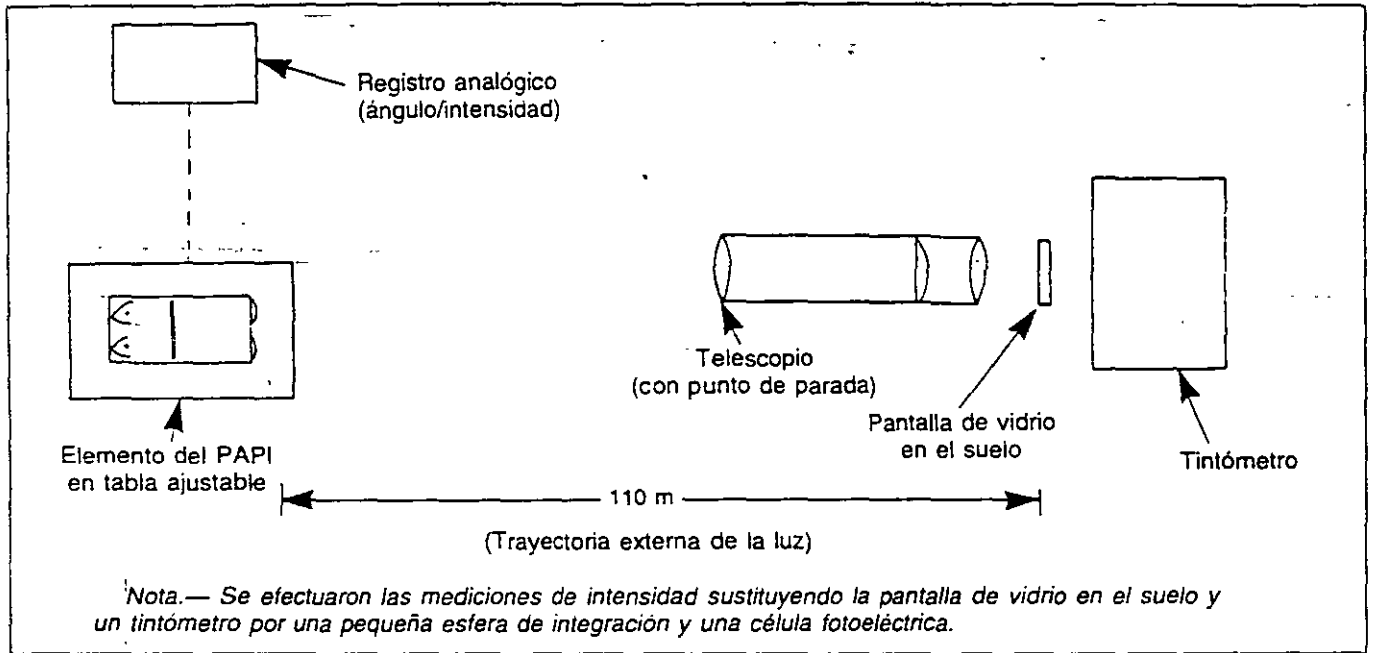 Registro analógico
(ángulo/intensidad)
Telescopio
(con punto de parada)
Pantalla de vidrio
en el suelo
Tintómetro
Elemento del PAPI
en tabla ajustable
110 m
(Trayectoria externa de la luz)
Nota.— Se efectuaron las mediciones de intensidad sustituyendo la pantalla de vidrio en el suelo y
un tintómetro por una pequeña esfera de integración y una célula fotoeléctrica.